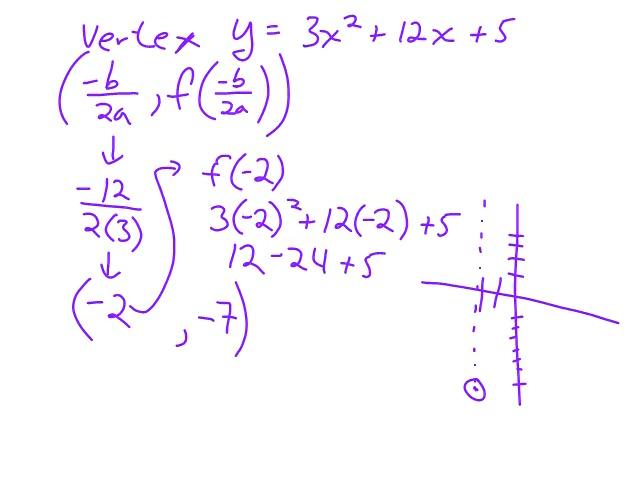 vertex y = 3x² + 12x + 5
(-b/2a, f(-b/2a))
↓
-12/2(3) f(-2)
3(-2)² + 12(-2) + 5
↓ 12 - 24 + 5
(-2, -7)